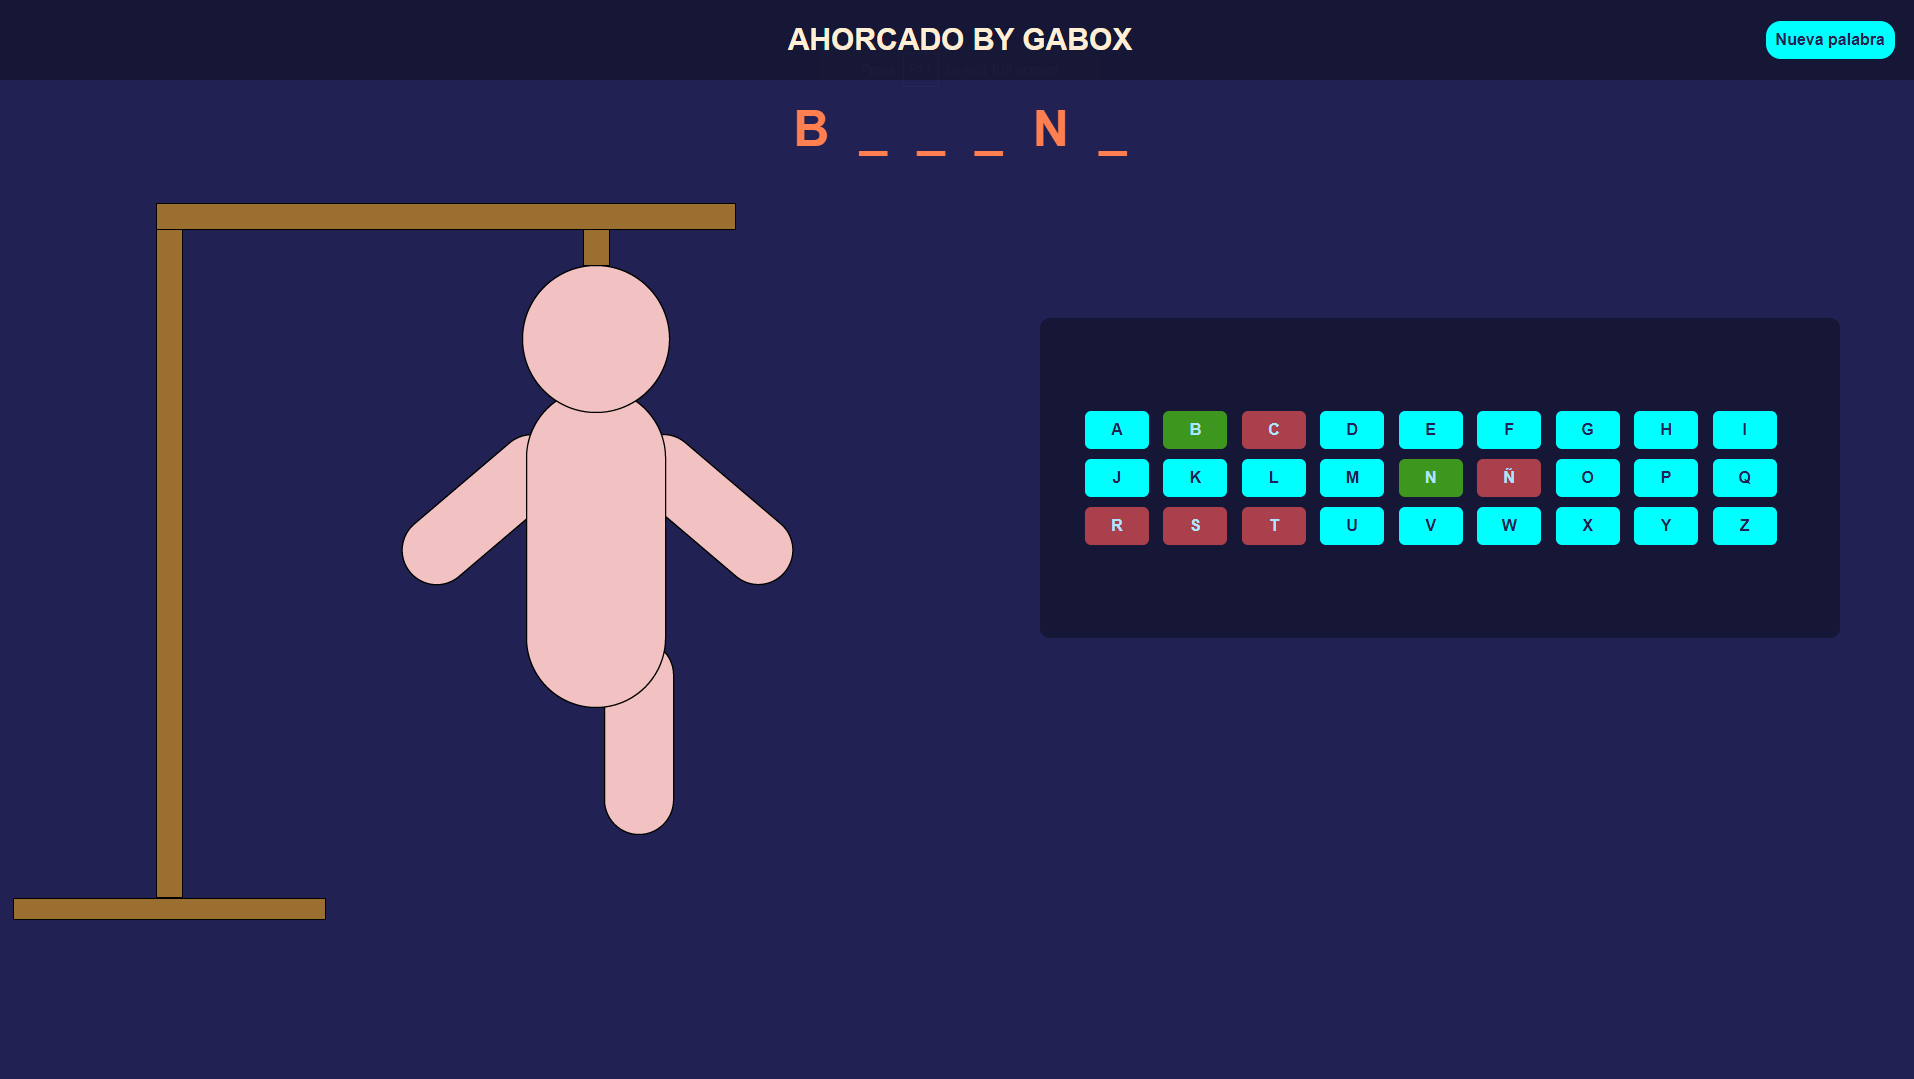 AHORCADO BY GABOX
Nueva palabra
B _ _ _ N _
A B C D E F G H I
J K L M N Ñ O P Q
R S T U V W X Y Z